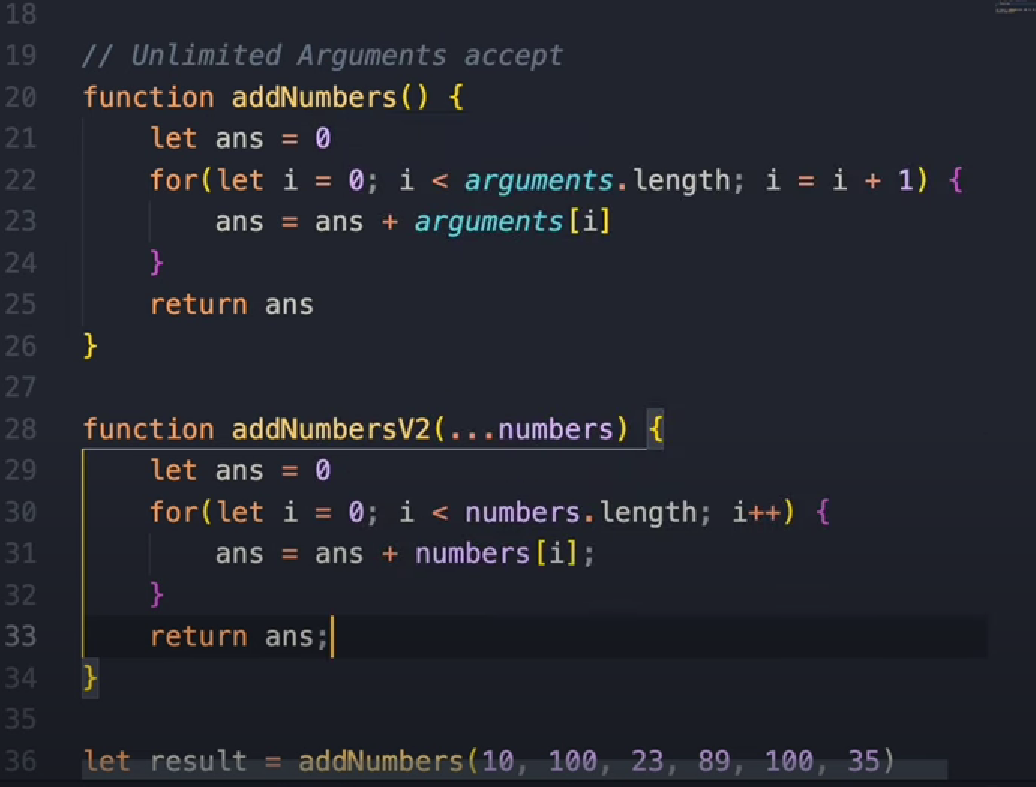 18
19 // Unlimited Arguments accept
20 function addNumbers() {
21 let ans = 0
22 for(let i = 0; i < arguments.length; i = i + 1) {
23 ans = ans + arguments[i]
24 }
25 return ans
26 }
27
28 function addNumbersV2(...numbers) {
29 let ans = 0
30 for(let i = 0; i < numbers.length; i++) {
31 ans = ans + numbers[i];
32 }
33 return ans;
34 }
35
36 let result = addNumbers(10, 100, 23, 89, 100, 35)